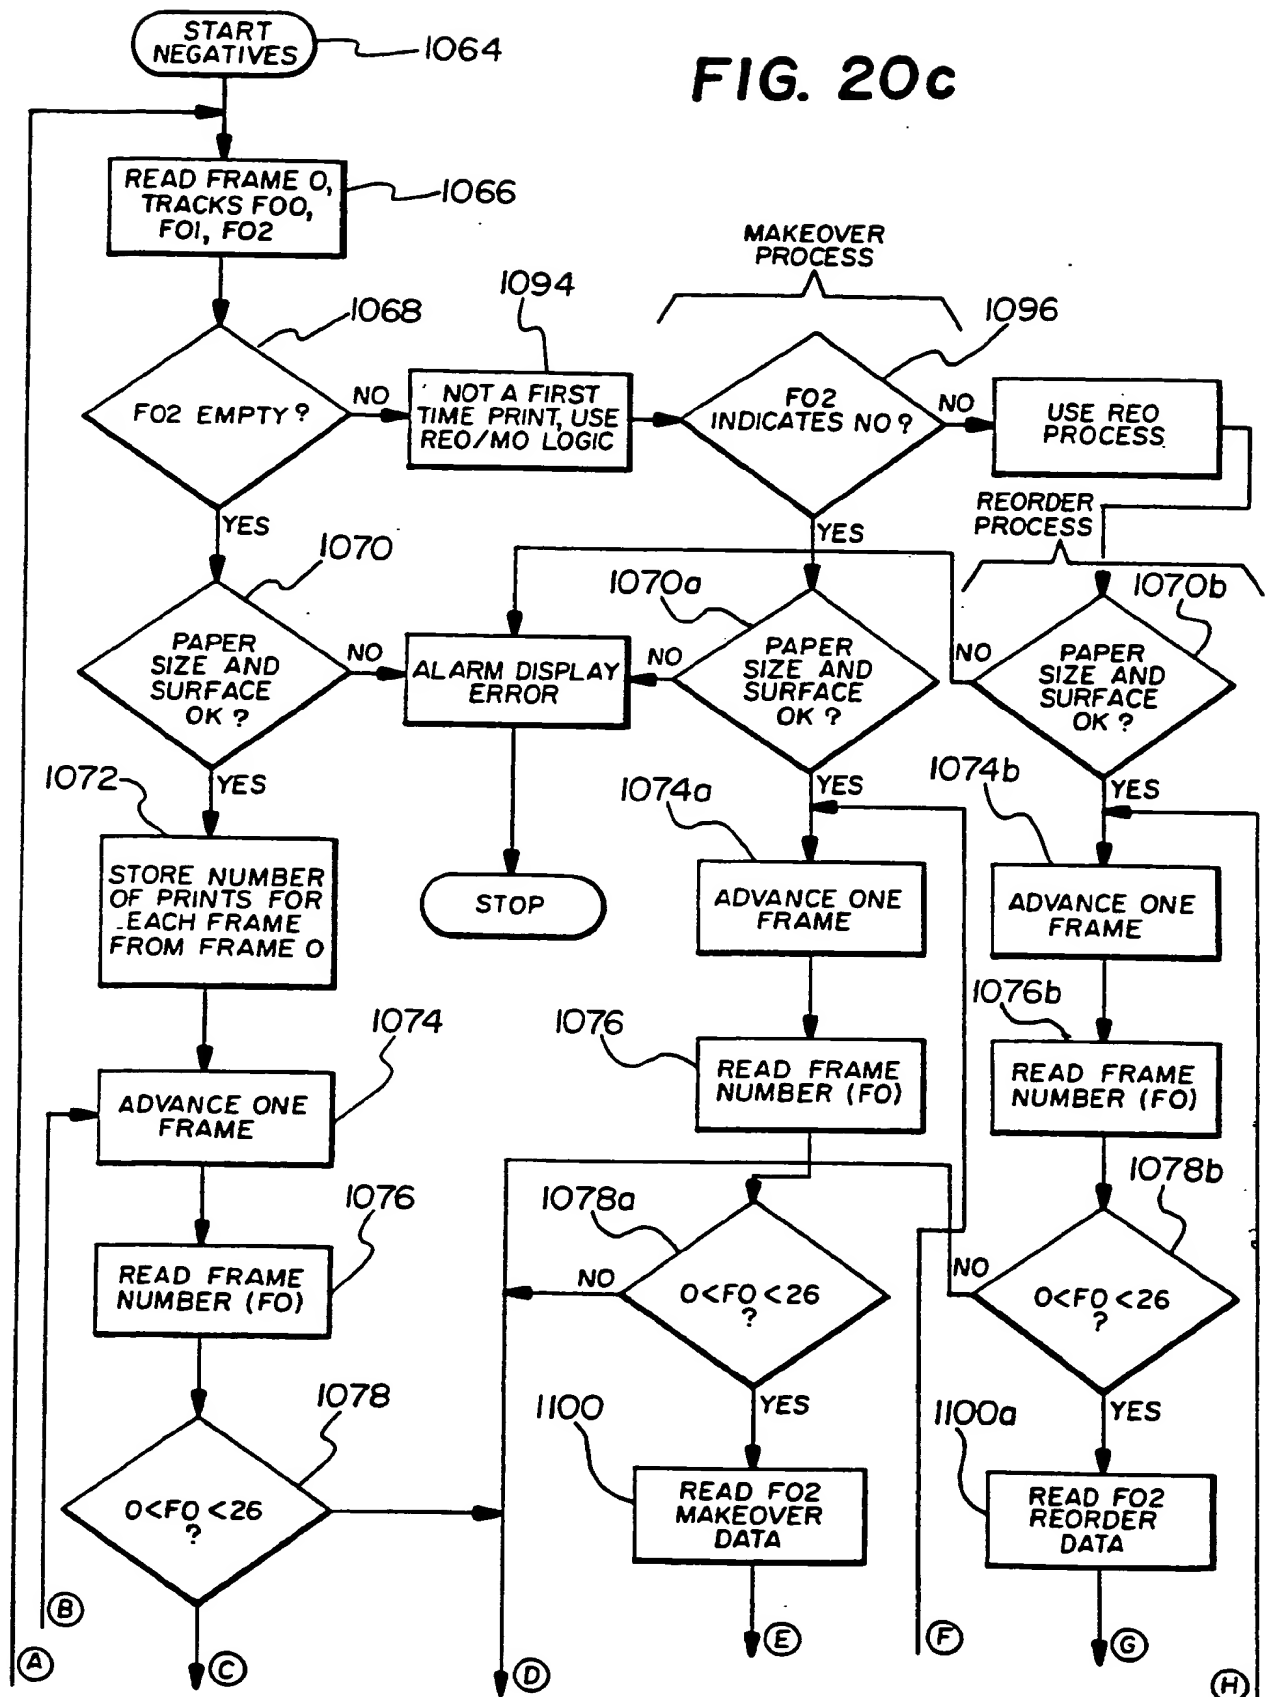 START
NEGATIVES
1064
FIG. 20c
READ FRAME 0,
TRACKS F00,
F01, F02
1066
MAKEOVER
PROCESS
1068
1094
1096
F02 EMPTY ?
NO
NOT A FIRST
TIME PRINT, USE
REO/MO LOGIC
F02
INDICATES NO ?
NO
USE REO
PROCESS
YES
YES
REORDER
PROCESS
1070
1070a
1070b
PAPER
SIZE AND
SURFACE
OK ?
NO
ALARM DISPLAY
ERROR
NO
PAPER
SIZE AND
SURFACE
OK ?
NO
PAPER
SIZE AND
SURFACE
OK ?
YES
YES
YES
1072
1074a
1074b
STORE NUMBER
OF PRINTS FOR
EACH FRAME
FROM FRAME 0
STOP
ADVANCE ONE
FRAME
ADVANCE ONE
FRAME
1074
1076
1076b
ADVANCE ONE
FRAME
READ FRAME
NUMBER (FO)
READ FRAME
NUMBER (FO)
1076
1078a
1078b
READ FRAME
NUMBER (FO)
NO
0<F0<26
?
NO
0<F0<26
?
1078
YES
YES
1100
1100a
0<F0<26
?
READ F02
MAKEOVER
DATA
READ F02
REORDER
DATA
B
A
C
D
E
F
G
H